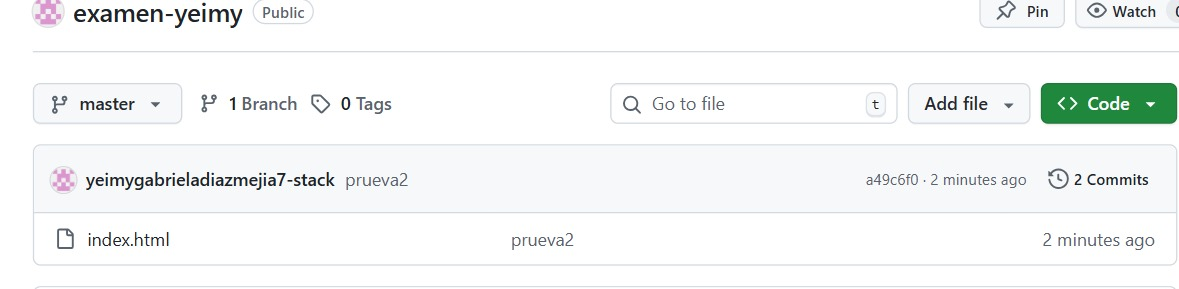 examen-yeimy Public Pin Watch
master 1 Branch 0 Tags Go to file t Add file Code
yeimygabrieladiazmejia7-stack prueva2 a49c6f0 · 2 minutes ago 2 Commits
index.html prueva2 2 minutes ago